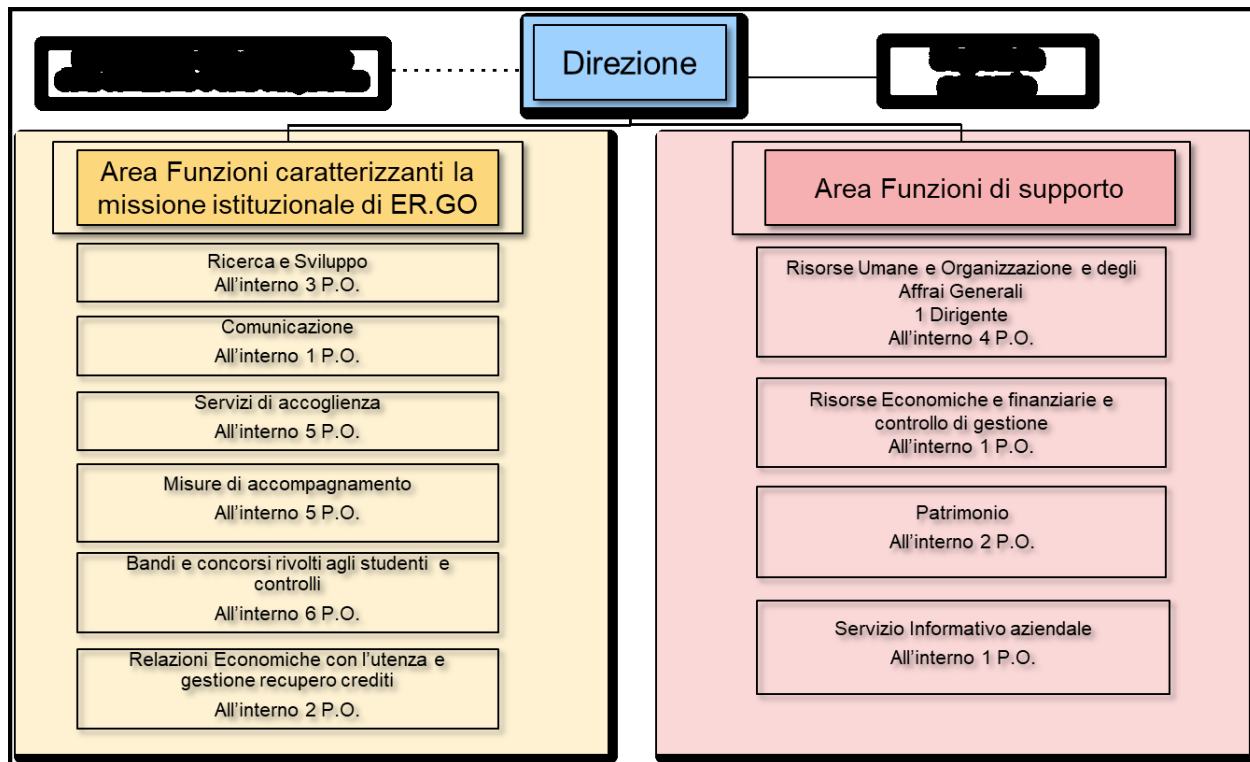 Direzione
Area Funzioni caratterizzanti la
missione istituzionale di ER.GO
Ricerca e Sviluppo
All'interno 3 P.O.
Comunicazione
All'interno 1 P.O.
Servizi di accoglienza
All'interno 5 P.O.
Misure di accompagnamento
All'interno 5 P.O.
Bandi e concorsi rivolti agli studenti e
controlli
All'interno 6 P.O.
Relazioni Economiche con l'utenza e
gestione recupero crediti
All'interno 2 P.O.
Area Funzioni di supporto
Risorse Umane e Organizzazione e degli
Affrai Generali
1 Dirigente
All'interno 4 P.O.
Risorse Economiche e finanziarie e
controllo di gestione
All'interno 1 P.O.
Patrimonio
All'interno 2 P.O.
Servizio Informativo aziendale
All'interno 1 P.O.